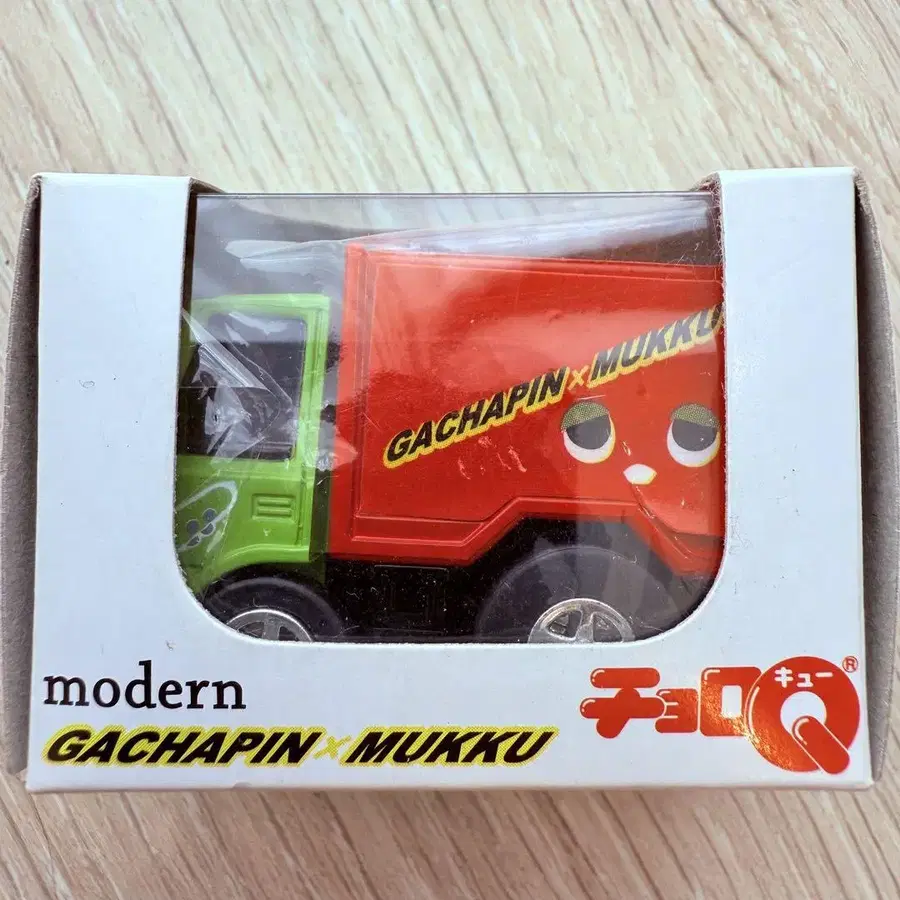 GACHAPIN×MUKKU
modern
GACHAPIN×MUKKU
チョロQ®
キュー